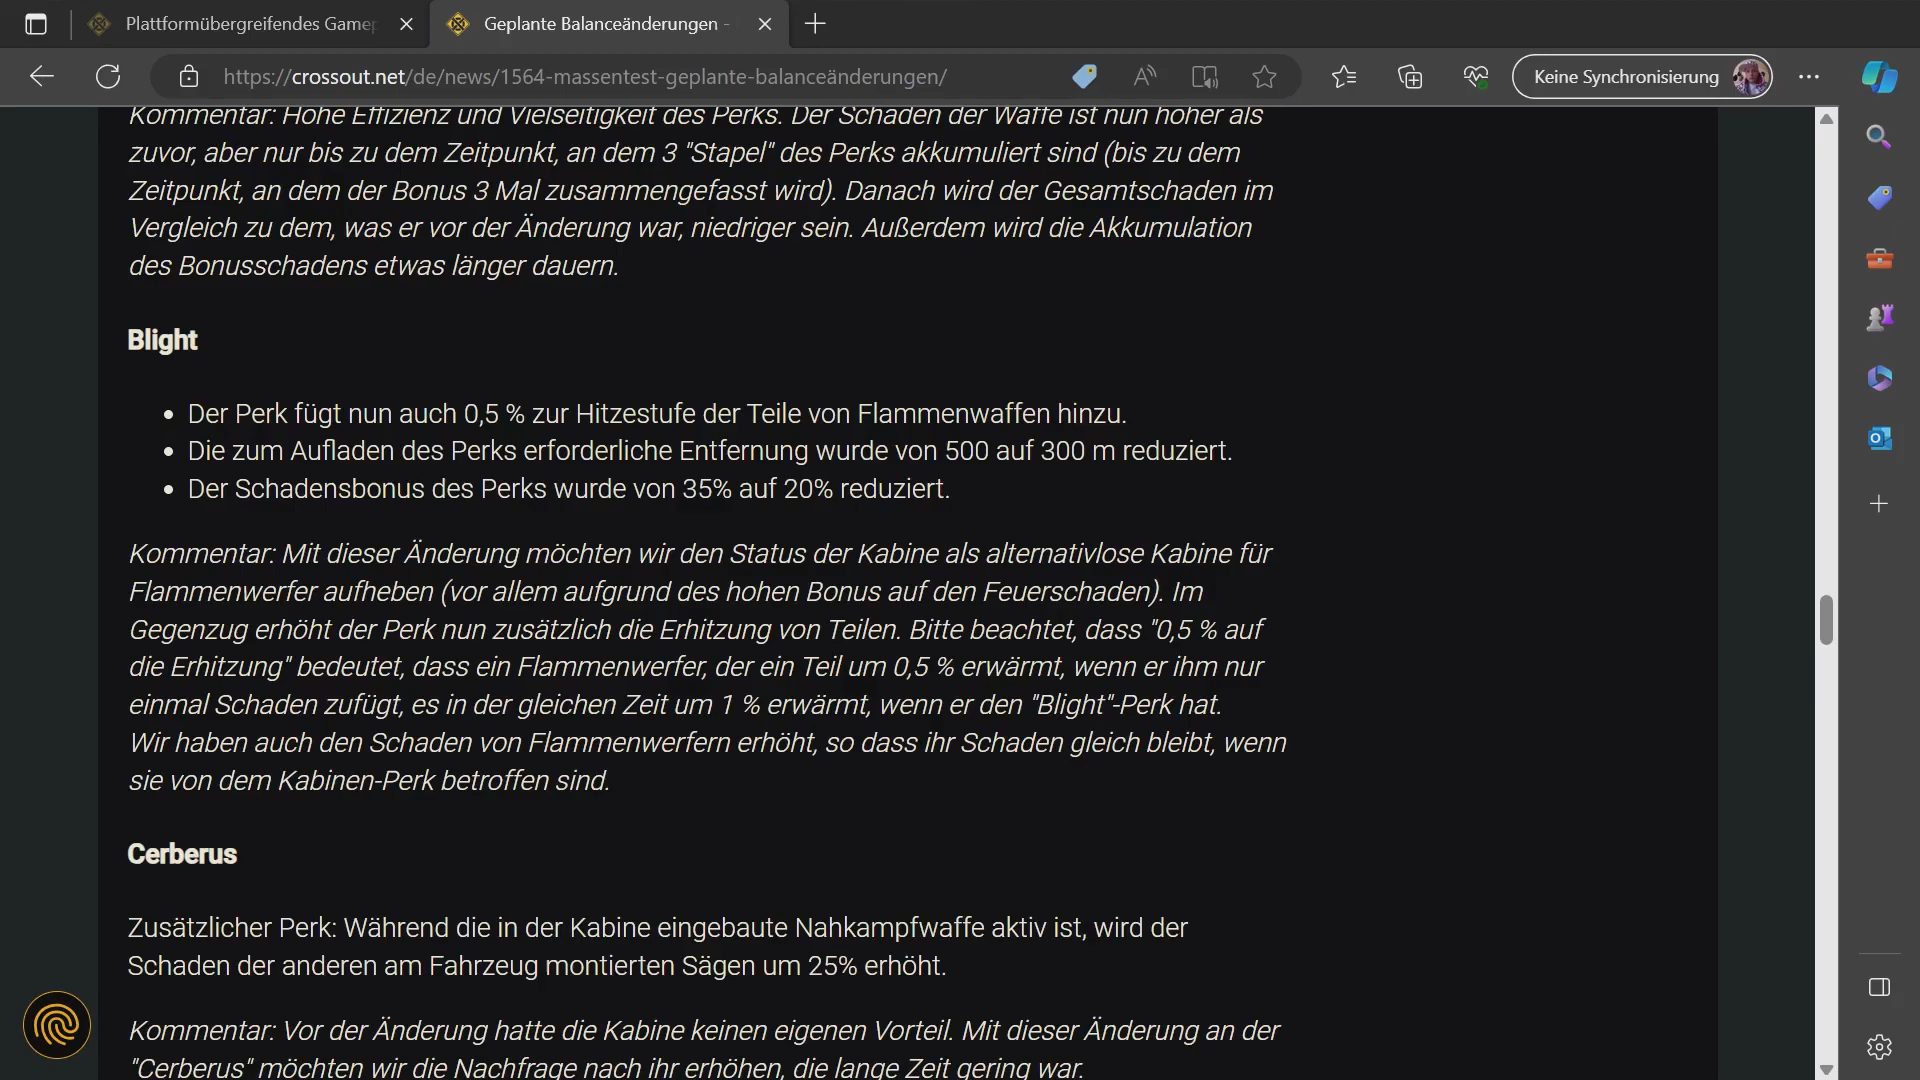 Plattformübergreifendes Gamep
Geplante Balanceänderungen -
https://crossout.net/de/news/1564-massentest-geplante-balanceänderungen/
Keine Synchronisierung
Kommentar: Hohe Effizienz und Vielseitigkeit des Perks. Der Schaden der Waffe ist nun höher als
zuvor, aber nur bis zu dem Zeitpunkt, an dem 3 "Stapel" des Perks akkumuliert sind (bis zu dem
Zeitpunkt, an dem der Bonus 3 Mal zusammengefasst wird). Danach wird der Gesamtschaden im
Vergleich zu dem, was er vor der Änderung war, niedriger sein. Außerdem wird die Akkumulation
des Bonusschadens etwas länger dauern.
Blight
• Der Perk fügt nun auch 0,5 % zur Hitzestufe der Teile von Flammenwaffen hinzu.
• Die zum Aufladen des Perks erforderliche Entfernung wurde von 500 auf 300 m reduziert.
• Der Schadensbonus des Perks wurde von 35% auf 20% reduziert.
Kommentar: Mit dieser Änderung möchten wir den Status der Kabine als alternativlose Kabine für
Flammenwerfer aufheben (vor allem aufgrund des hohen Bonus auf den Feuerschaden). Im
Gegenzug erhöht der Perk nun zusätzlich die Erhitzung von Teilen. Bitte beachtet, dass "0,5 % auf
die Erhitzung" bedeutet, dass ein Flammenwerfer, der ein Teil um 0,5 % erwärmt, wenn er ihm nur
einmal Schaden zufügt, es in der gleichen Zeit um 1 % erwärmt, wenn er den "Blight"-Perk hat.
Wir haben auch den Schaden von Flammenwerfern erhöht, so dass ihr Schaden gleich bleibt, wenn
sie von dem Kabinen-Perk betroffen sind.
Cerberus
Zusätzlicher Perk: Während die in der Kabine eingebaute Nahkampfwaffe aktiv ist, wird der
Schaden der anderen am Fahrzeug montierten Sägen um 25% erhöht.
Kommentar: Vor der Änderung hatte die Kabine keinen eigenen Vorteil. Mit dieser Änderung an der
"Cerberus" möchten wir die Nachfrage nach ihr erhöhen, die lange Zeit gering war.